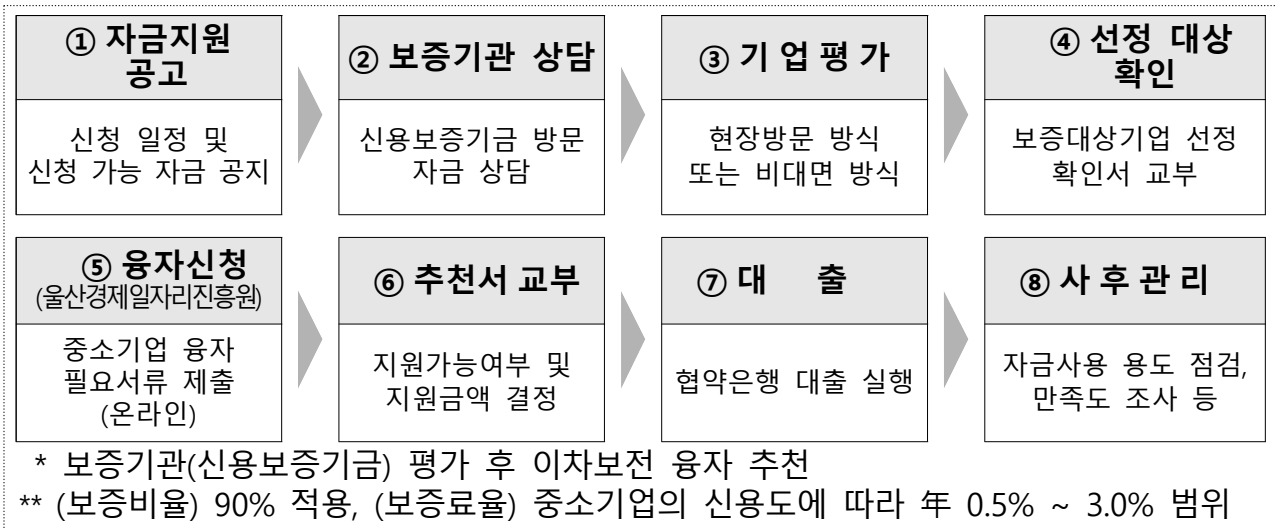 ① 자금지원
공고
신청 일정 및
신청 가능 자금 공지
② 보증기관 상담
신용보증기금 방문
자금 상담
③ 기 업 평 가
현장방문 방식
또는 비대면 방식
④ 선정 대상
확인
보증대상기업 선정
확인서 교부
⑤ 융자신청
(울산경제일자리진흥원)
중소기업 융자
필요서류 제출
(온라인)
⑥ 추천서 교부
지원가능여부 및
지원금액 결정
⑦ 대 출
협약은행 대출 실행
⑧ 사 후 관 리
자금사용 용도 점검,
만족도 조사 등
* 보증기관(신용보증기금) 평가 후 이차보전 융자 추천
** (보증비율) 90% 적용, (보증료율) 중소기업의 신용도에 따라 年 0.5% ~ 3.0% 범위